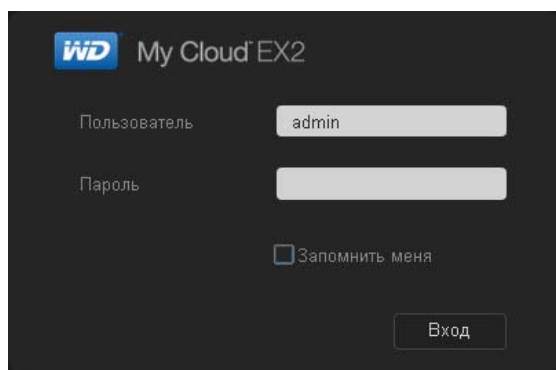 WD My Cloud EX2
Пользователь admin
Пароль
Запомнить меня
Вход